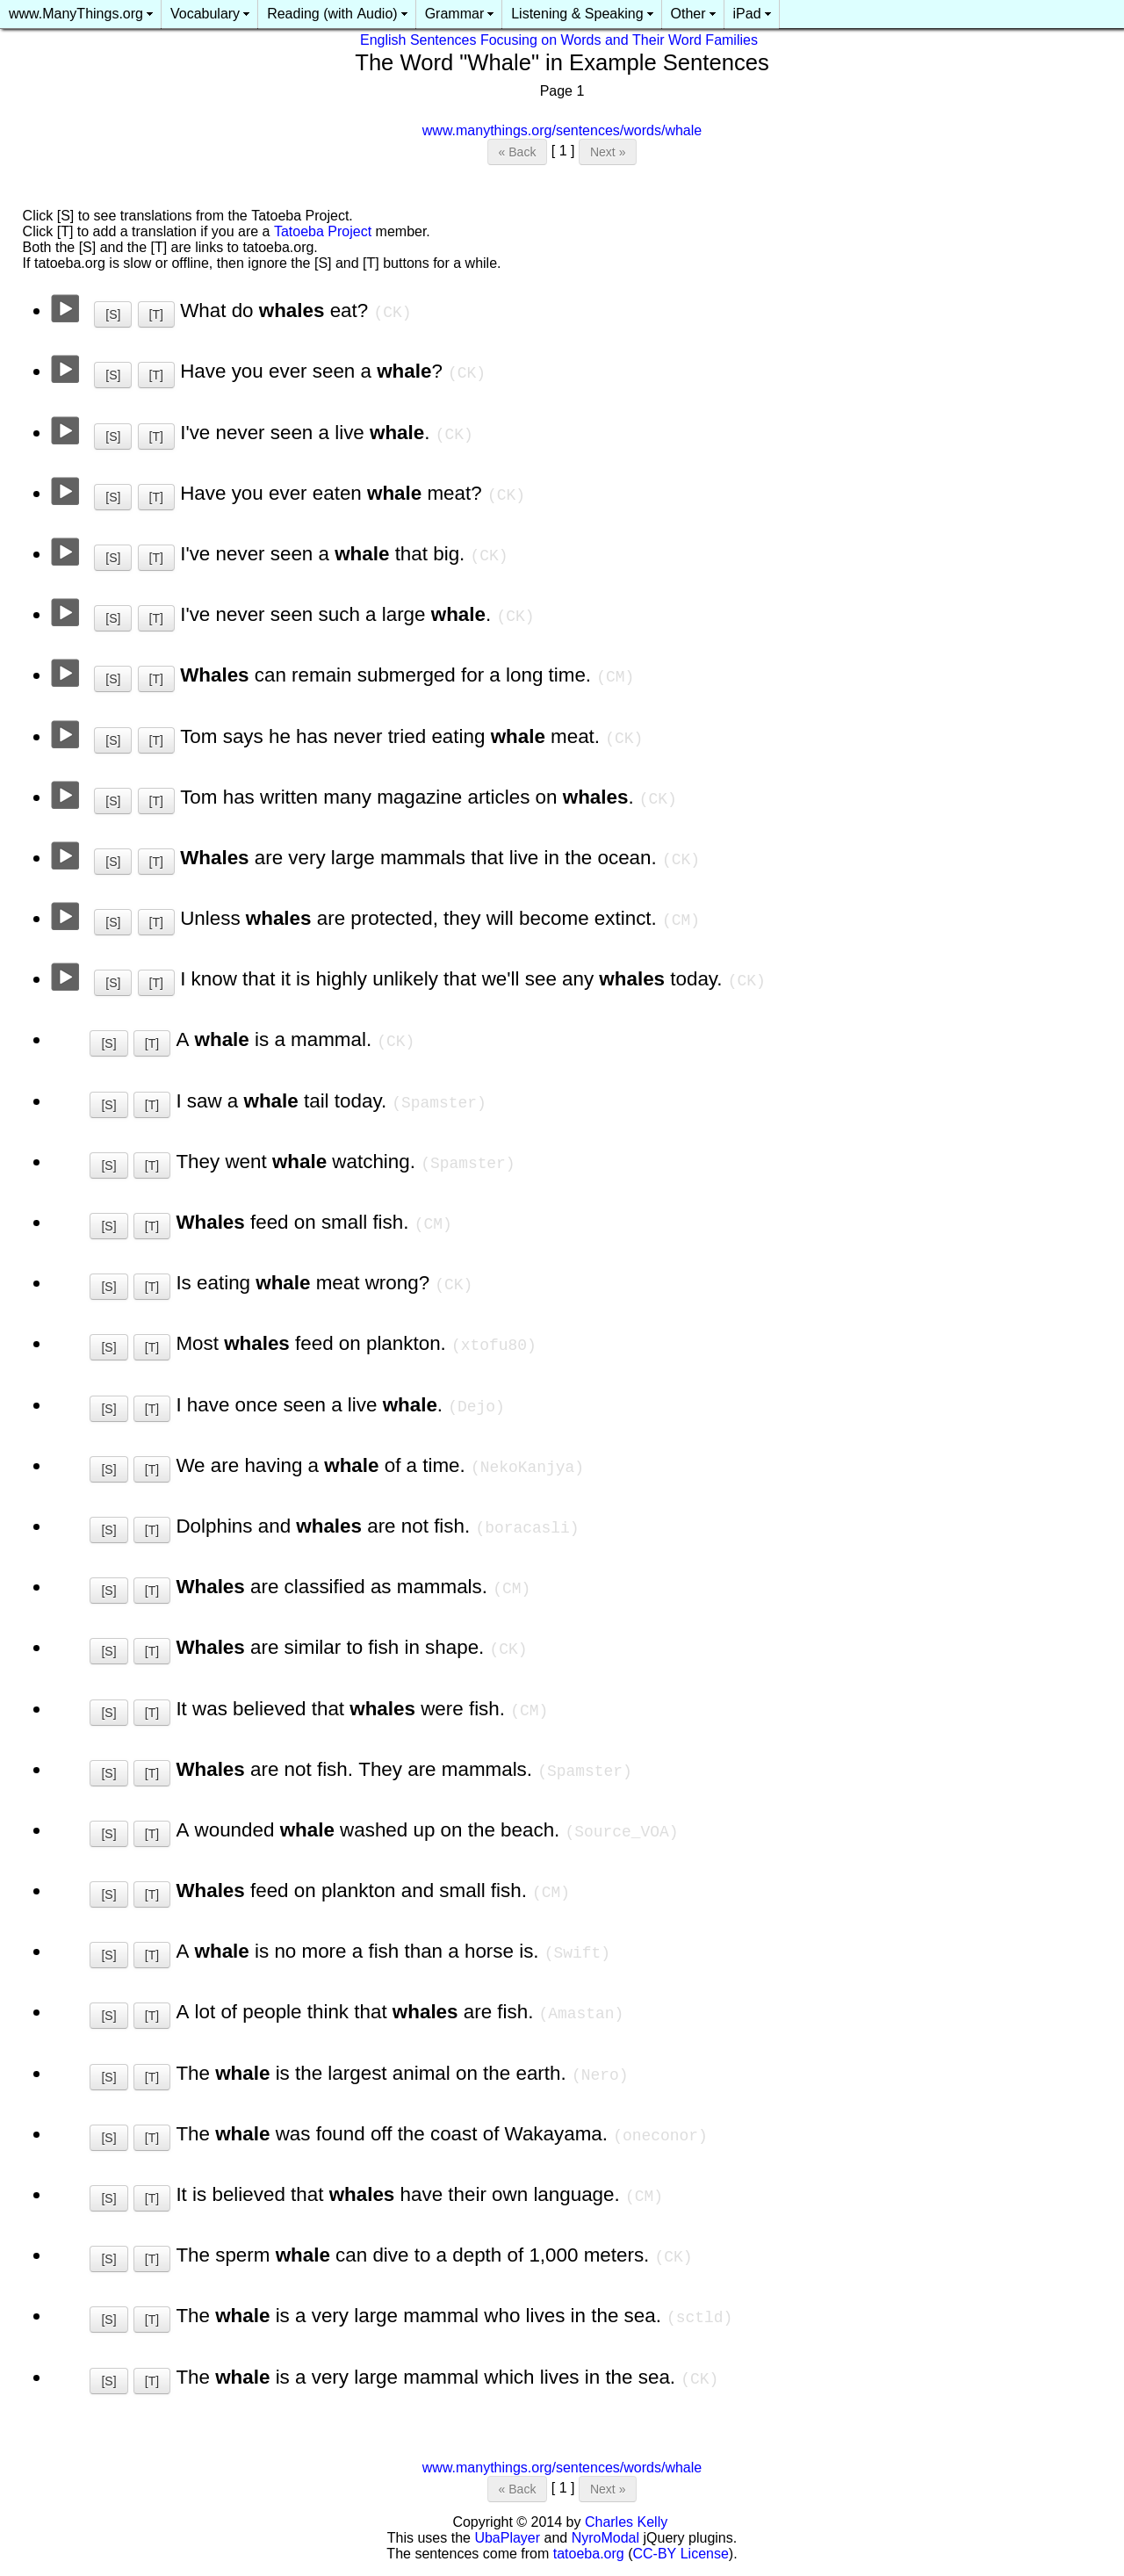 www.ManyThings.org Vocabulary Reading (with Audio) Grammar Listening & Speaking Other iPad
English Sentences Focusing on Words and Their Word Families
The Word "Whale" in Example Sentences
Page 1
www.manythings.org/sentences/words/whale
« Back [ 1 ] Next »
Click [S] to see translations from the Tatoeba Project.
Click [T] to add a translation if you are a Tatoeba Project member.
Both the [S] and the [T] are links to tatoeba.org.
If tatoeba.org is slow or offline, then ignore the [S] and [T] buttons for a while.
[S] [T] What do whales eat? (CK)
[S] [T] Have you ever seen a whale? (CK)
[S] [T] I've never seen a live whale. (CK)
[S] [T] Have you ever eaten whale meat? (CK)
[S] [T] I've never seen a whale that big. (CK)
[S] [T] I've never seen such a large whale. (CK)
[S] [T] Whales can remain submerged for a long time. (CM)
[S] [T] Tom says he has never tried eating whale meat. (CK)
[S] [T] Tom has written many magazine articles on whales. (CK)
[S] [T] Whales are very large mammals that live in the ocean. (CK)
[S] [T] Unless whales are protected, they will become extinct. (CM)
[S] [T] I know that it is highly unlikely that we'll see any whales today. (CK)
[S] [T] A whale is a mammal. (CK)
[S] [T] I saw a whale tail today. (Spamster)
[S] [T] They went whale watching. (Spamster)
[S] [T] Whales feed on small fish. (CM)
[S] [T] Is eating whale meat wrong? (CK)
[S] [T] Most whales feed on plankton. (xtofu80)
[S] [T] I have once seen a live whale. (Dejo)
[S] [T] We are having a whale of a time. (NekoKanjya)
[S] [T] Dolphins and whales are not fish. (boracasli)
[S] [T] Whales are classified as mammals. (CM)
[S] [T] Whales are similar to fish in shape. (CK)
[S] [T] It was believed that whales were fish. (CM)
[S] [T] Whales are not fish. They are mammals. (Spamster)
[S] [T] A wounded whale washed up on the beach. (Source_VOA)
[S] [T] Whales feed on plankton and small fish. (CM)
[S] [T] A whale is no more a fish than a horse is. (Swift)
[S] [T] A lot of people think that whales are fish. (Amastan)
[S] [T] The whale is the largest animal on the earth. (Nero)
[S] [T] The whale was found off the coast of Wakayama. (oneconor)
[S] [T] It is believed that whales have their own language. (CM)
[S] [T] The sperm whale can dive to a depth of 1,000 meters. (CK)
[S] [T] The whale is a very large mammal who lives in the sea. (sctld)
[S] [T] The whale is a very large mammal which lives in the sea. (CK)
www.manythings.org/sentences/words/whale
« Back [ 1 ] Next »
Copyright © 2014 by Charles Kelly
This uses the UbaPlayer and NyroModal jQuery plugins.
The sentences come from tatoeba.org (CC-BY License).